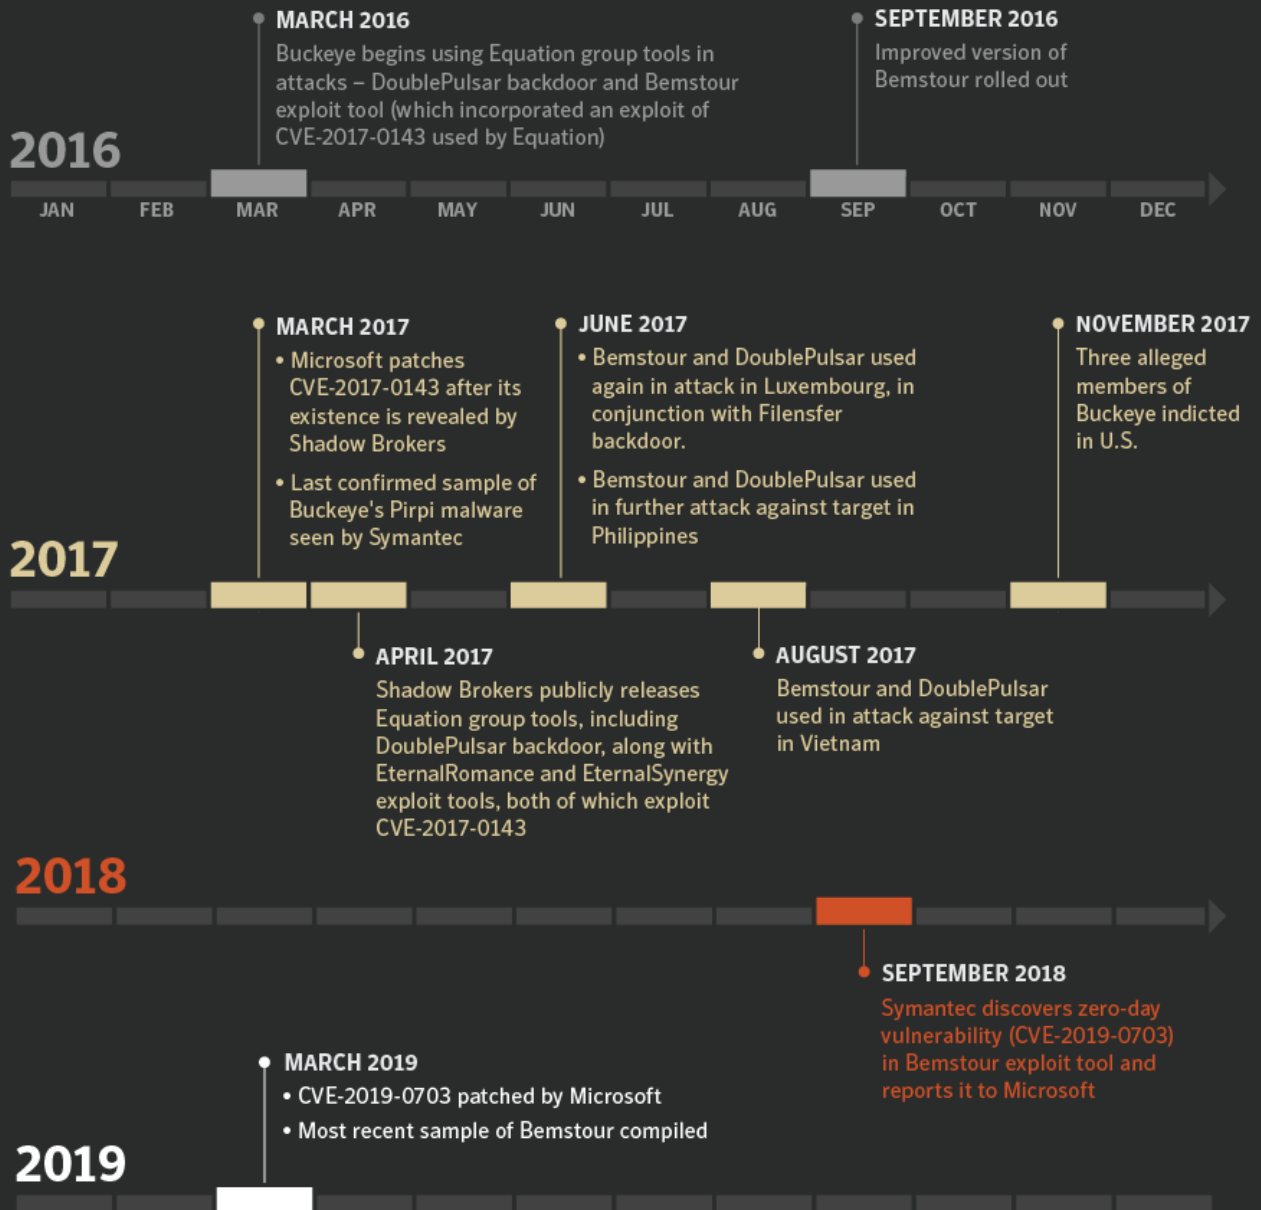 MARCH 2016
Buckeye begins using Equation group tools in
attacks – DoublePulsar backdoor and Bemstour
exploit tool (which incorporated an exploit of
CVE-2017-0143 used by Equation)
SEPTEMBER 2016
Improved version of
Bemstour rolled out
2016
JAN FEB MAR APR MAY JUN JUL AUG SEP OCT NOV DEC
MARCH 2017
• Microsoft patches
CVE-2017-0143 after its
existence is revealed by
Shadow Brokers
• Last confirmed sample of
Buckeye's Pirpi malware
seen by Symantec
JUNE 2017
• Bemstour and DoublePulsar used
again in attack in Luxembourg, in
conjunction with Filensfer
backdoor.
• Bemstour and DoublePulsar used
in further attack against target in
Philippines
NOVEMBER 2017
Three alleged
members of
Buckeye indicted
in U.S.
2017
APRIL 2017
Shadow Brokers publicly releases
Equation group tools, including
DoublePulsar backdoor, along with
EternalRomance and EternalSynergy
exploit tools, both of which exploit
CVE-2017-0143
AUGUST 2017
Bemstour and DoublePulsar
used in attack against target
in Vietnam
2018
SEPTEMBER 2018
Symantec discovers zero-day
vulnerability (CVE-2019-0703)
in Bemstour exploit tool and
reports it to Microsoft
MARCH 2019
• CVE-2019-0703 patched by Microsoft
• Most recent sample of Bemstour compiled
2019